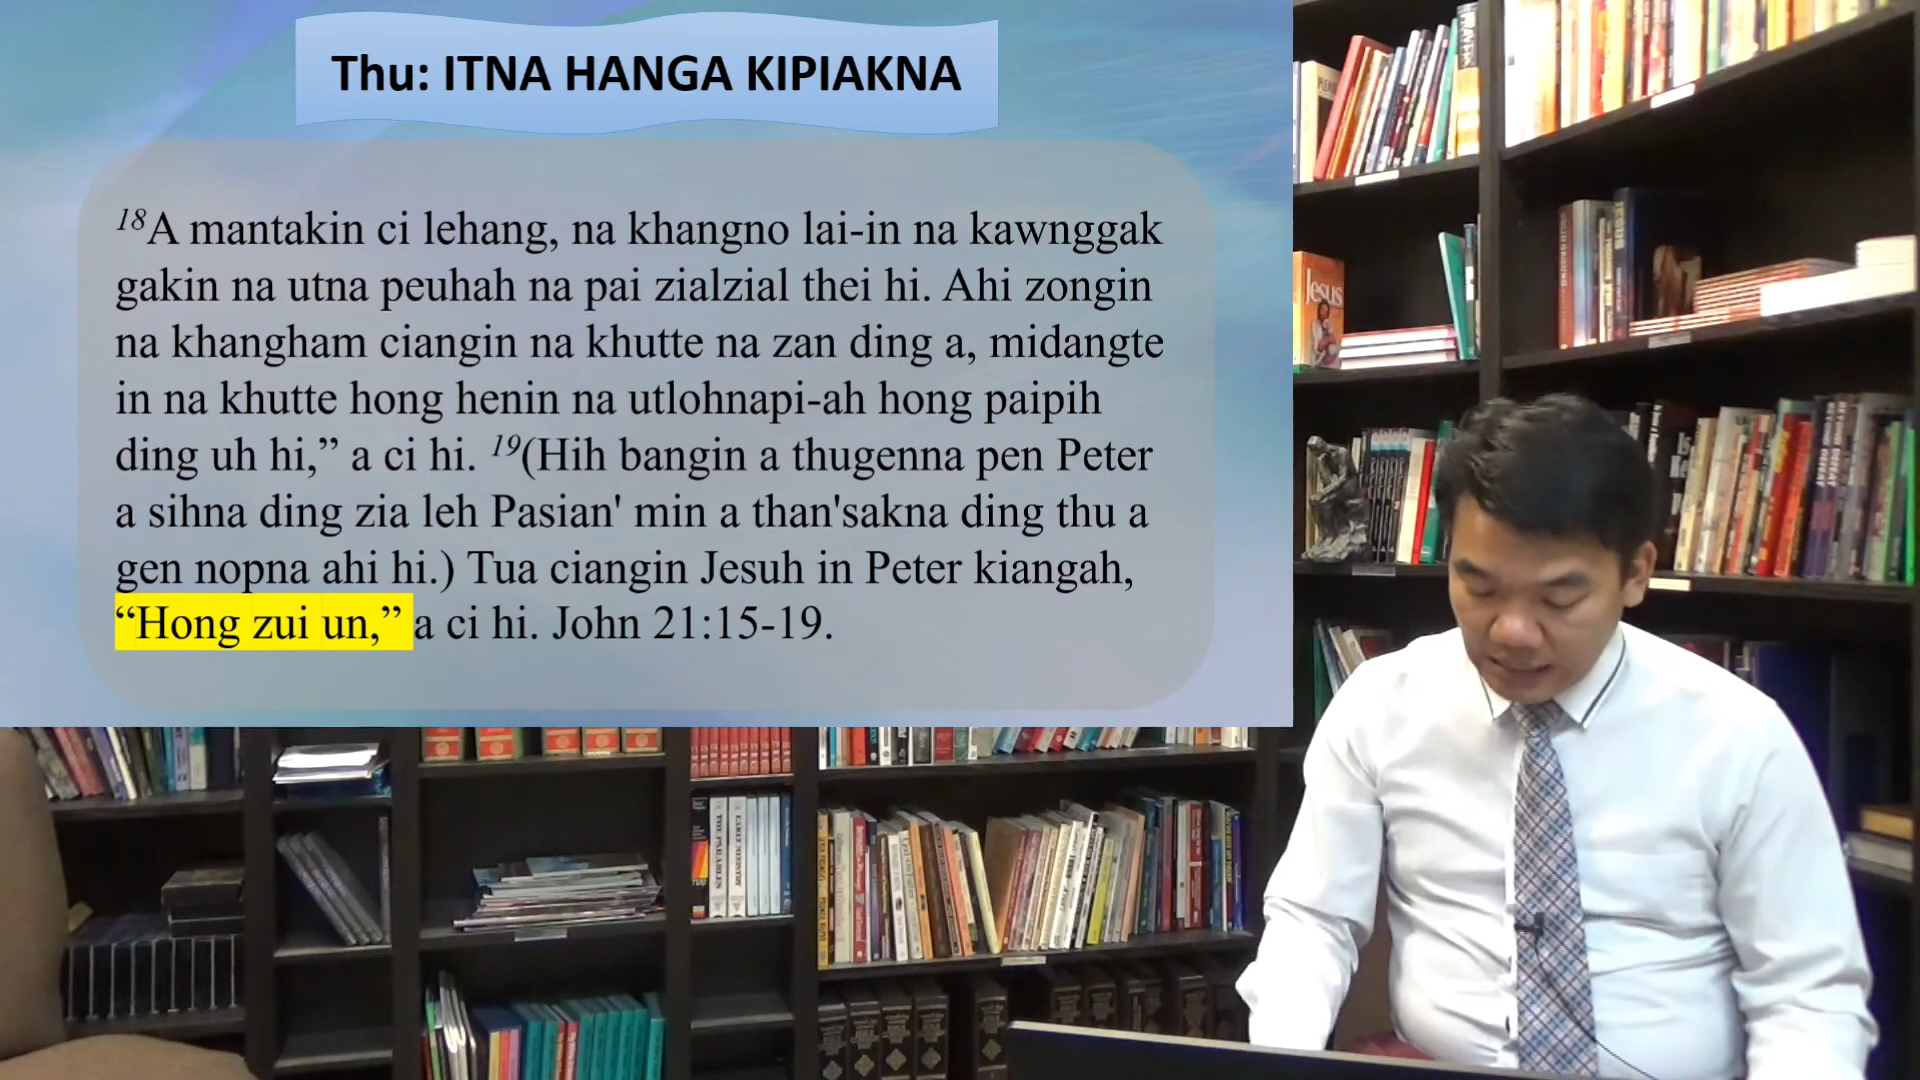 Thu: ITNA HANGA KIPIAKNA
18A mantakin ci lehang, na khangno lai-in na kawnggak
gakin na utna peuhah na pai zialzial thei hi. Ahi zongin
na khangham ciangin na khutte na zan ding a, midangte
in na khutte hong henin na utlohnapi-ah hong paipih
ding uh hi,” a ci hi. 19(Hih bangin a thugenna pen Peter
a sihna ding zia leh Pasian' min a than'sakna ding thu a
gen nopna ahi hi.) Tua ciangin Jesuh in Peter kiangah,
“Hong zui un,” a ci hi. John 21:15-19.
Jesus